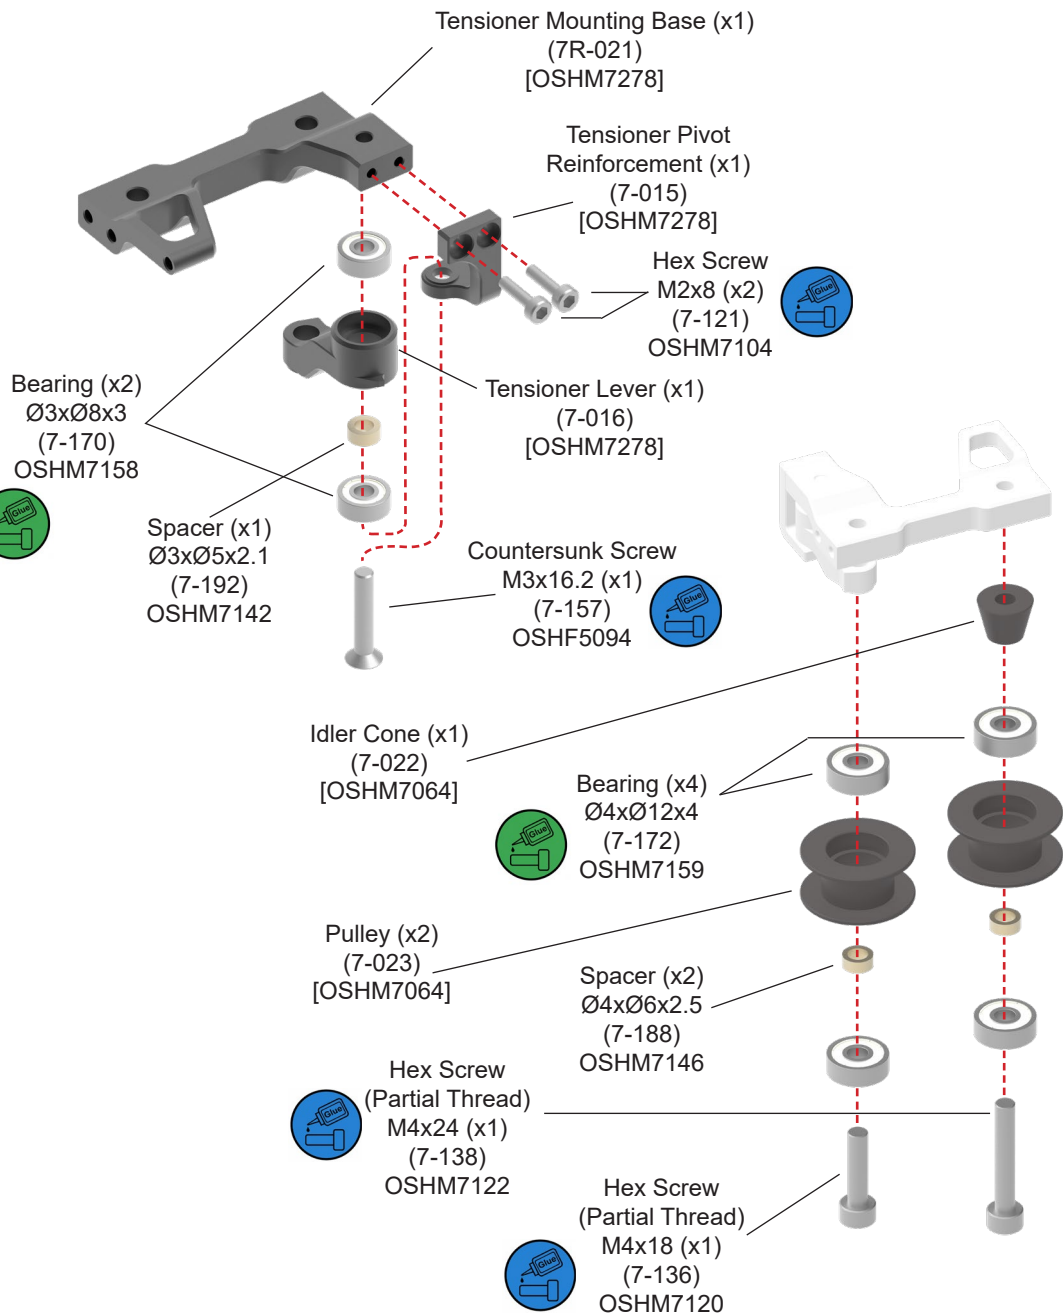 Tensioner Mounting Base (x1)
(7R-021)
[OSHM7278]
Tensioner Pivot
Reinforcement (x1)
(7-015)
[OSHM7278]
Hex Screw
M2x8 (x2)
(7-121)
OSHM7104
Glue
Bearing (x2)
Ø3xØ8x3
(7-170)
OSHM7158
Glue
Tensioner Lever (x1)
(7-016)
[OSHM7278]
Spacer (x1)
Ø3xØ5x2.1
(7-192)
OSHM7142
Countersunk Screw
M3x16.2 (x1)
(7-157)
OSHF5094
Glue
Idler Cone (x1)
(7-022)
[OSHM7064]
Bearing (x4)
Ø4xØ12x4
(7-172)
OSHM7159
Glue
Pulley (x2)
(7-023)
[OSHM7064]
Spacer (x2)
Ø4xØ6x2.5
(7-188)
OSHM7146
Hex Screw
(Partial Thread)
M4x24 (x1)
(7-138)
OSHM7122
Glue
Hex Screw
(Partial Thread)
M4x18 (x1)
(7-136)
OSHM7120
Glue